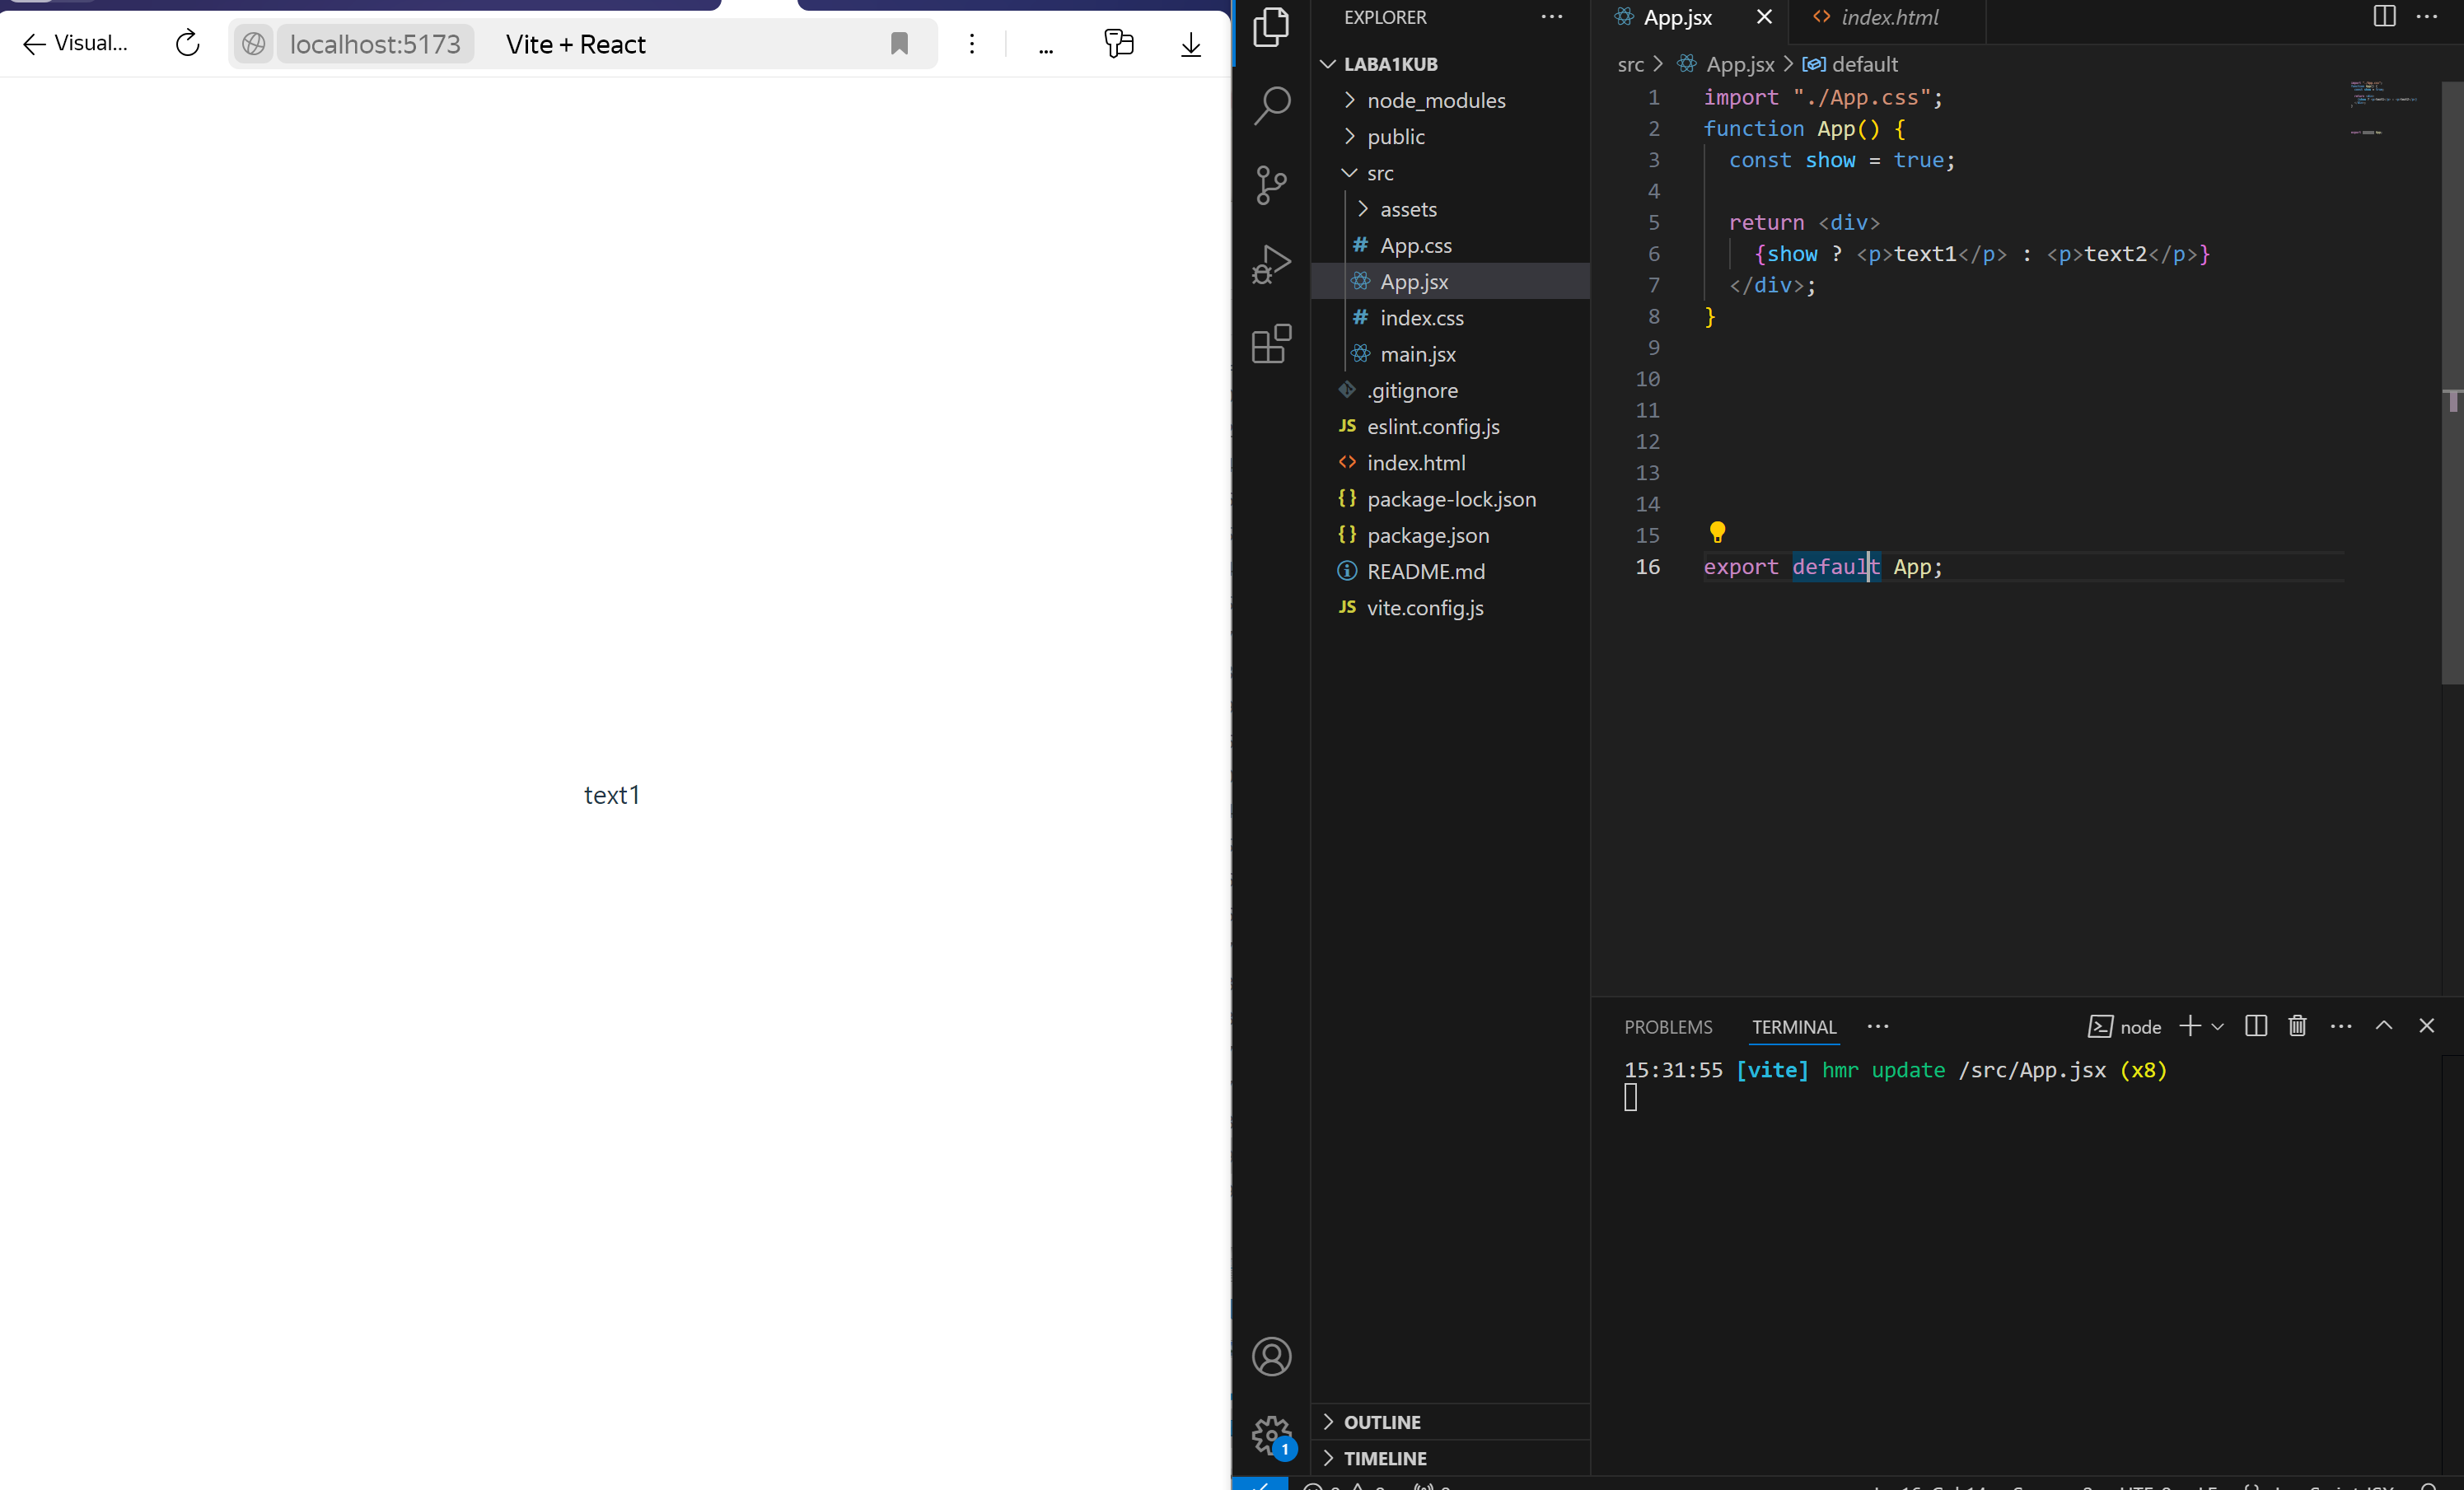 Visual...
localhost:5173
Vite + React
...
text1
EXPLORER
LABA1KUB
node_modules
public
src
assets
# App.css
App.jsx
# index.css
main.jsx
.gitignore
JS eslint.config.js
<> index.html
{} package-lock.json
{} package.json
README.md
JS vite.config.js
OUTLINE
TIMELINE
1
App.jsx
<> index.html
src > App.jsx > default
1 import "./App.css";
2 function App() {
3 const show = true;
4
5 return <div>
6 {show ? <p>text1</p> : <p>text2</p>}
7 </div>;
8 }
9
10
11
12
13
14
15
16 export default App;
PROBLEMS
TERMINAL
node
15:31:55 [vite] hmr update /src/App.jsx (x8)